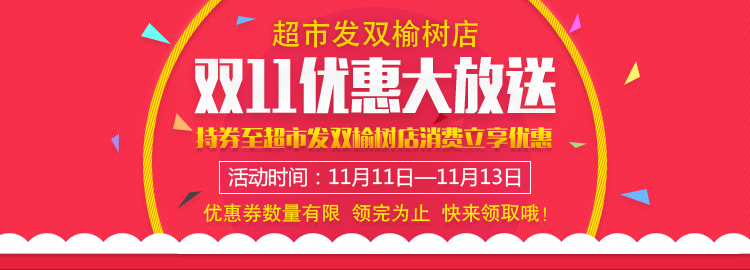 超市发双榆树店
双11优惠大放送
持券至超市发双榆树店消费立享优惠
活动时间：11月11日—11月13日
优惠券数量有限 领完为止 快来领取哦!